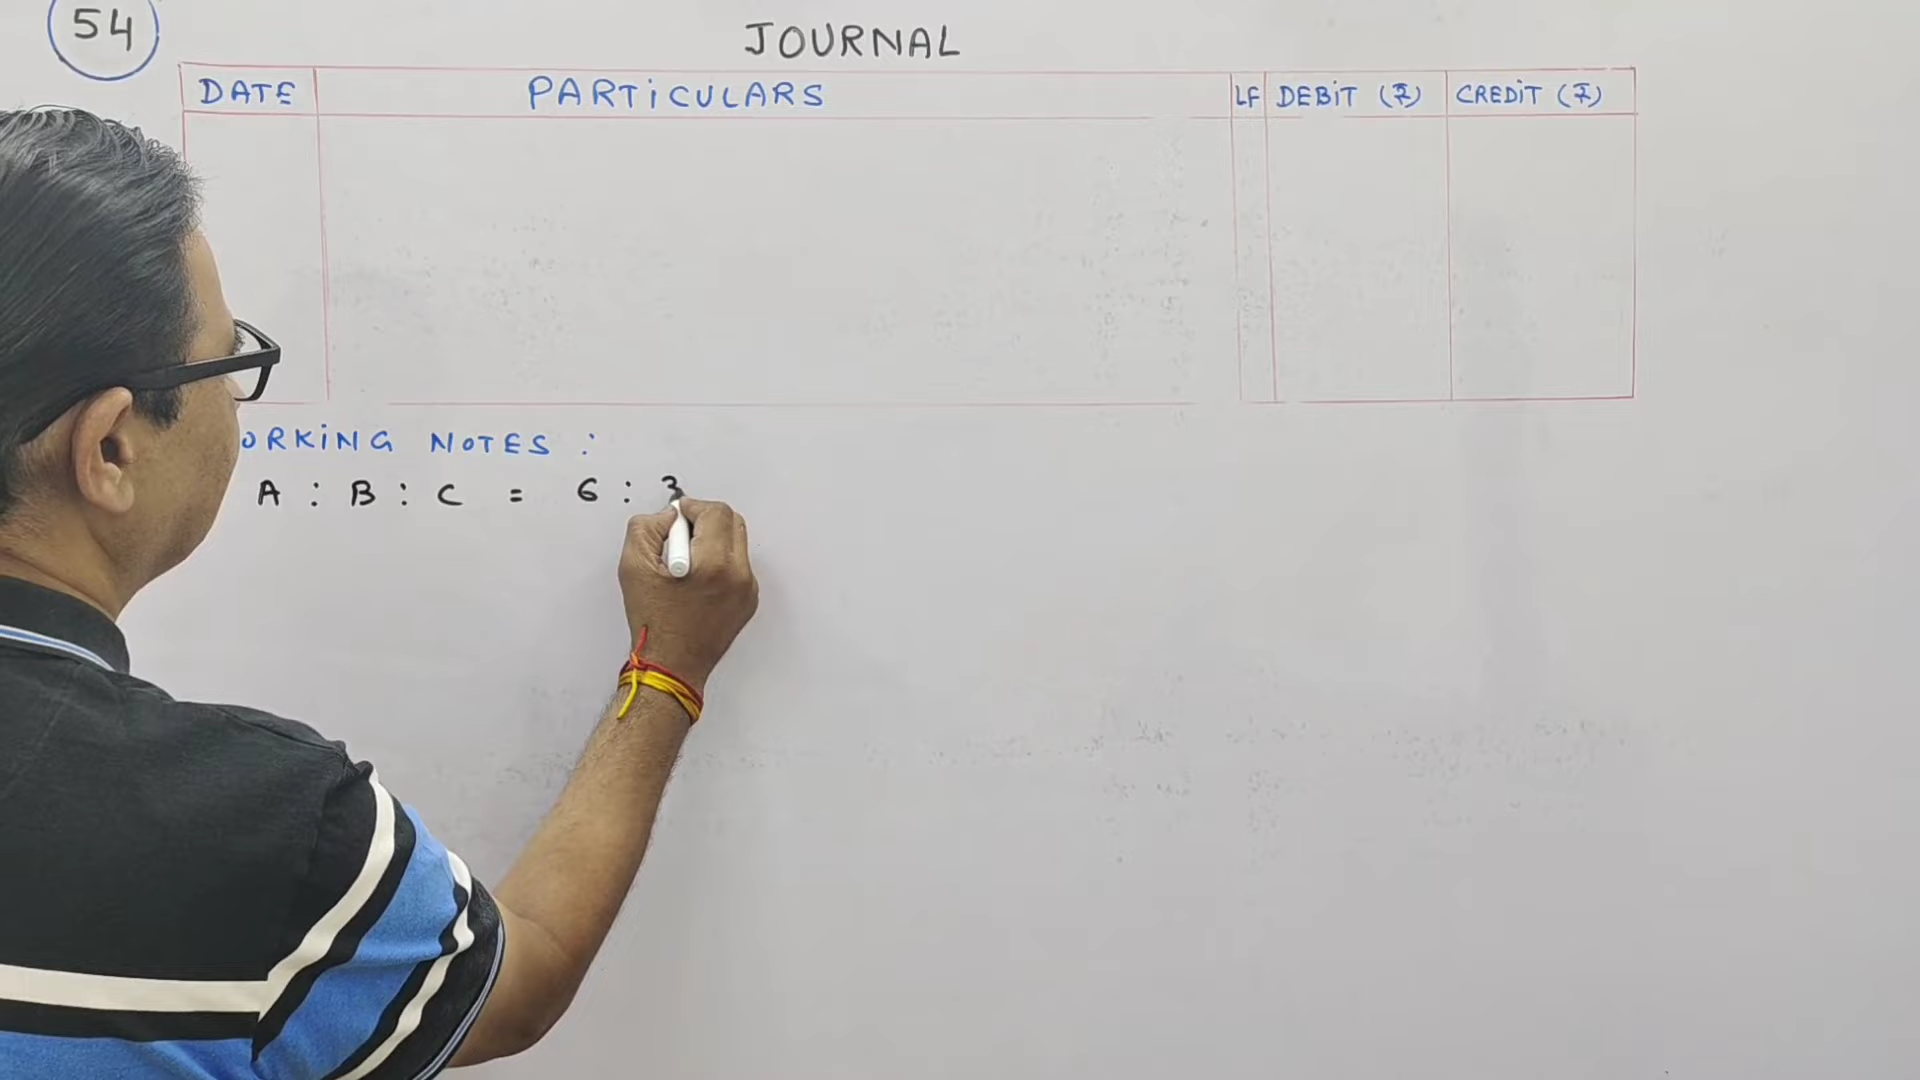 54
JOURNAL
DATE PARTiCULARS LF DEBiT (₹) CREDiT (₹)
ORKiNG NOTES :
A : B : C = 6 : 3